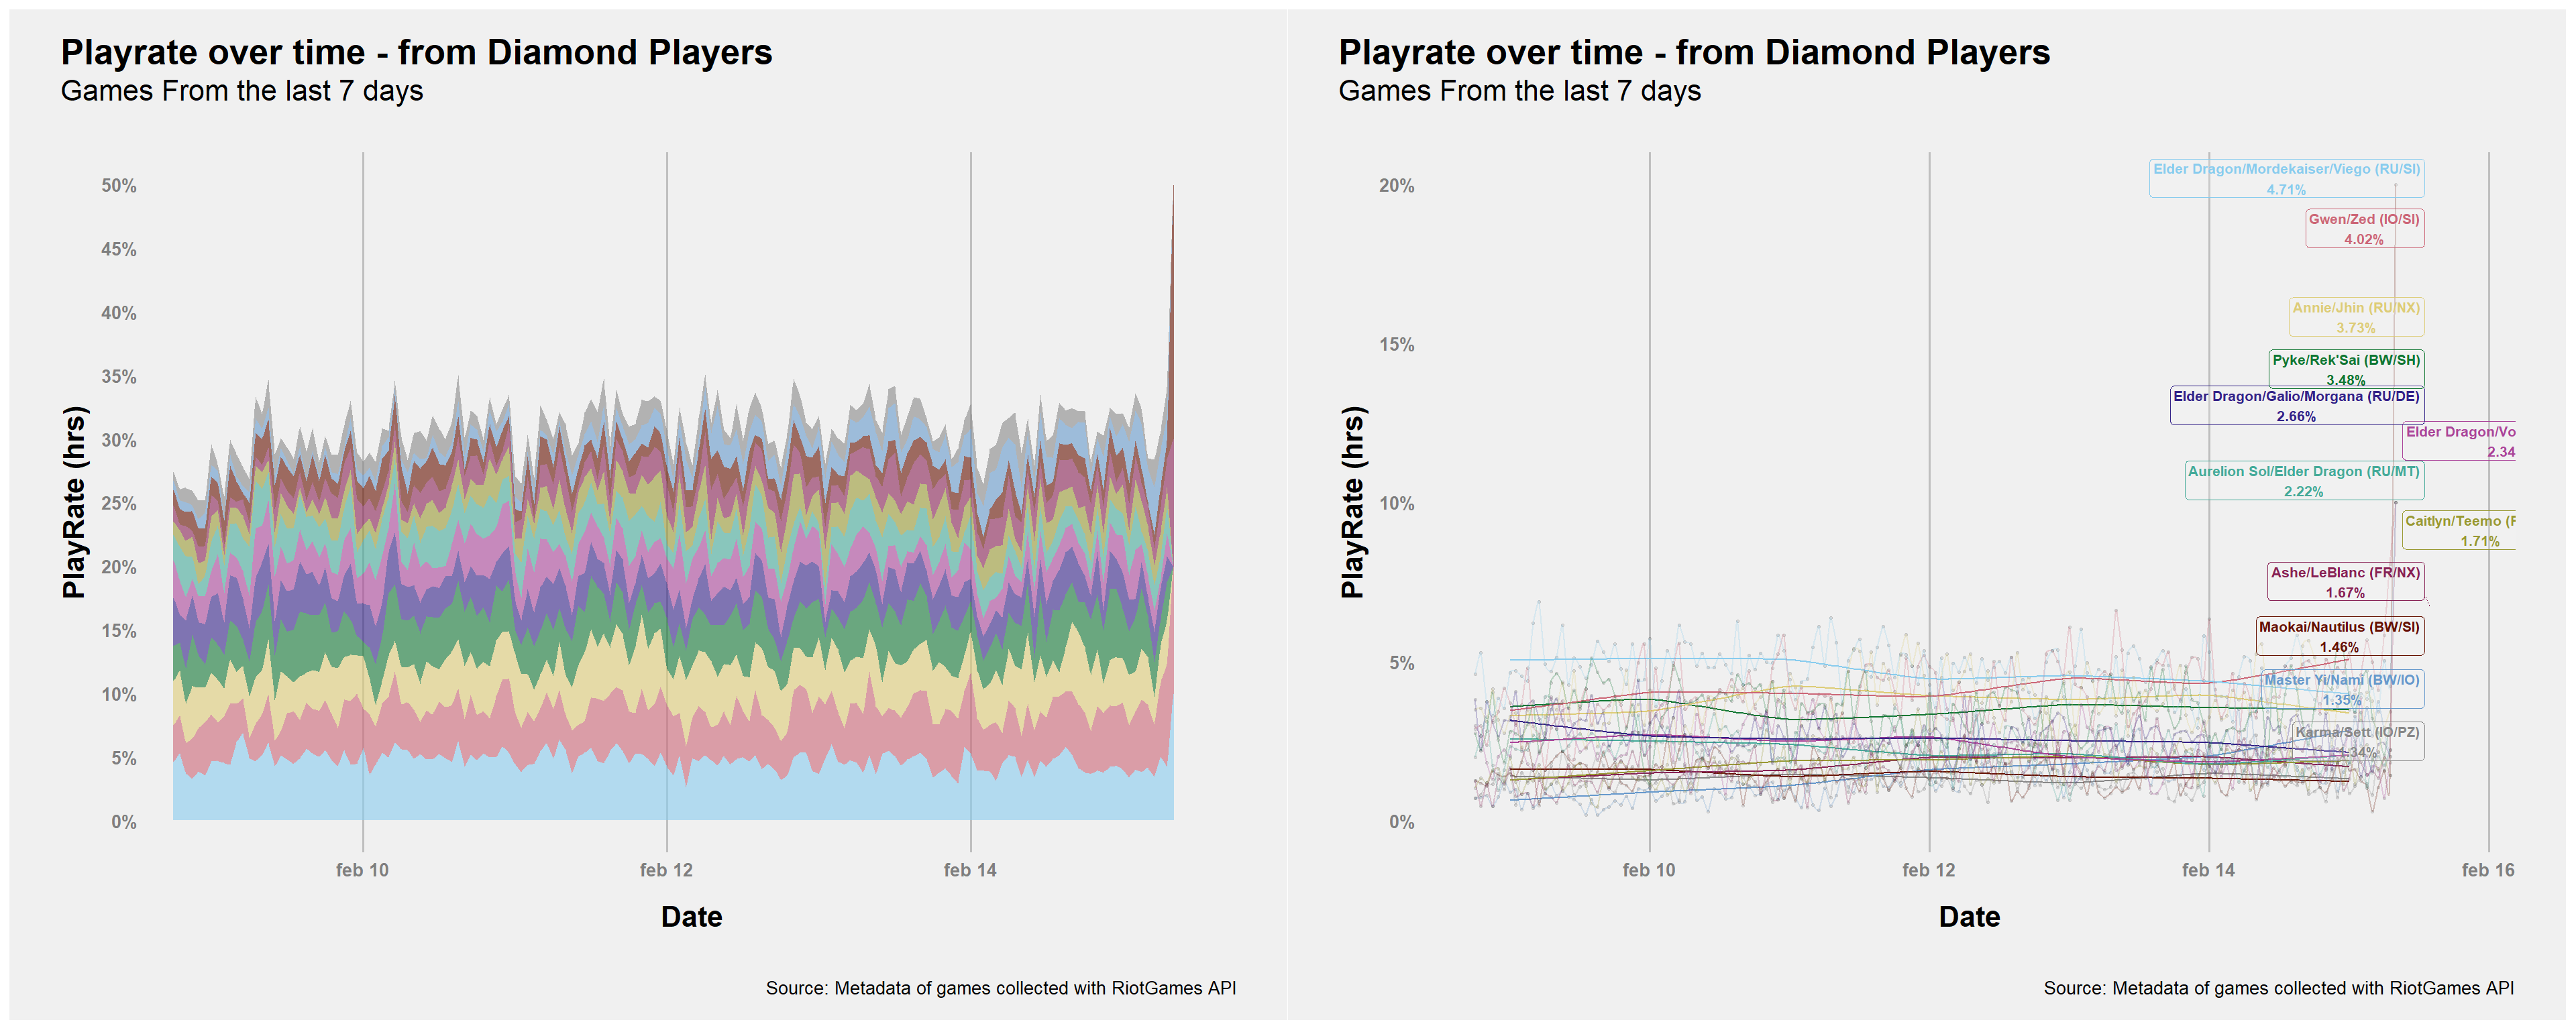 Playrate over time - from Diamond Players
Games From the last 7 days
50%
45%
40%
35%
30%
25%
20%
15%
10%
5%
0%
PlayRate (hrs)
feb 10
feb 12
feb 14
Date
Source: Metadata of games collected with RiotGames API
Playrate over time - from Diamond Players
Games From the last 7 days
20%
15%
10%
5%
0%
PlayRate (hrs)
Elder Dragon/Mordekaiser/Viego (RU/SI)
4.71%
Gwen/Zed (IO/SI)
4.02%
Annie/Jhin (RU/NX)
3.73%
Pyke/Rek'Sai (BW/SH)
3.48%
Elder Dragon/Galio/Morgana (RU/DE)
2.66%
Elder Dragon/Vo
2.34
Aurelion Sol/Elder Dragon (RU/MT)
2.22%
Caitlyn/Teemo (F
1.71%
Ashe/LeBlanc (FR/NX)
1.67%
Maokai/Nautilus (BW/SI)
1.46%
Master Yi/Nami (BW/IO)
1.35%
Karma/Sett (IO/PZ)
1.34%
feb 10
feb 12
feb 14
feb 16
Date
Source: Metadata of games collected with RiotGames API